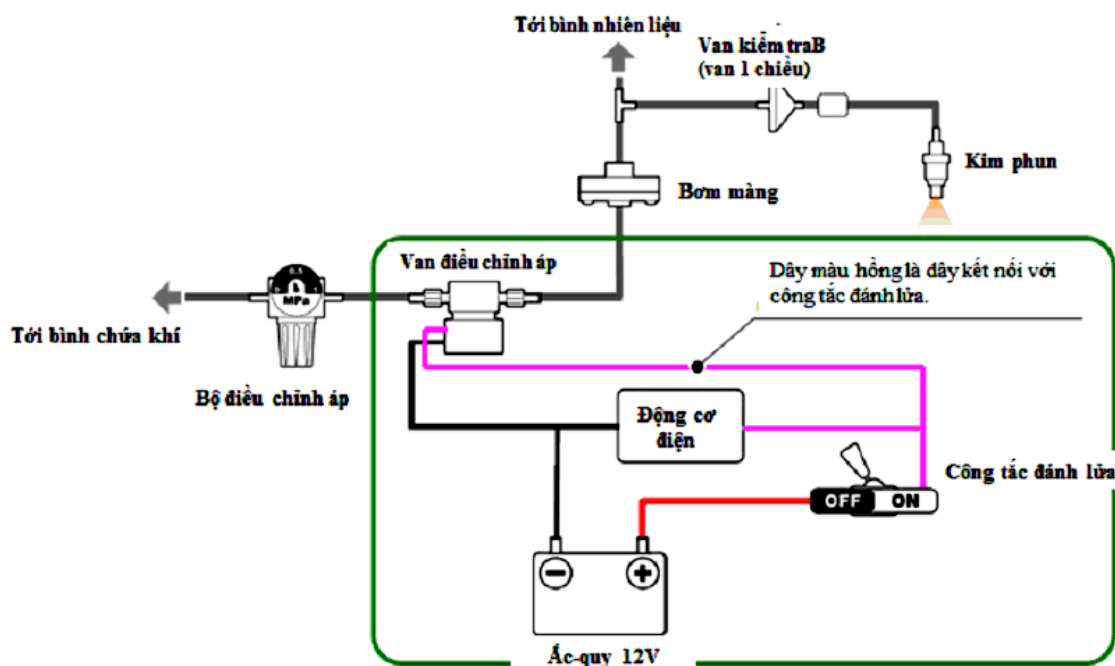 Tới bình nhiên liệu
Van kiểm traB
(van 1 chiều)
Kim phun
Bơm màng
Van điều chỉnh áp
Dây màu hồng là dây kết nối với
công tắc đánh lửa.
0.5
MPa
Tới bình chứa khí
Bộ điều chỉnh áp
Động cơ
điện
Công tắc đánh lửa
OFF ON
Ắc-quy 12V